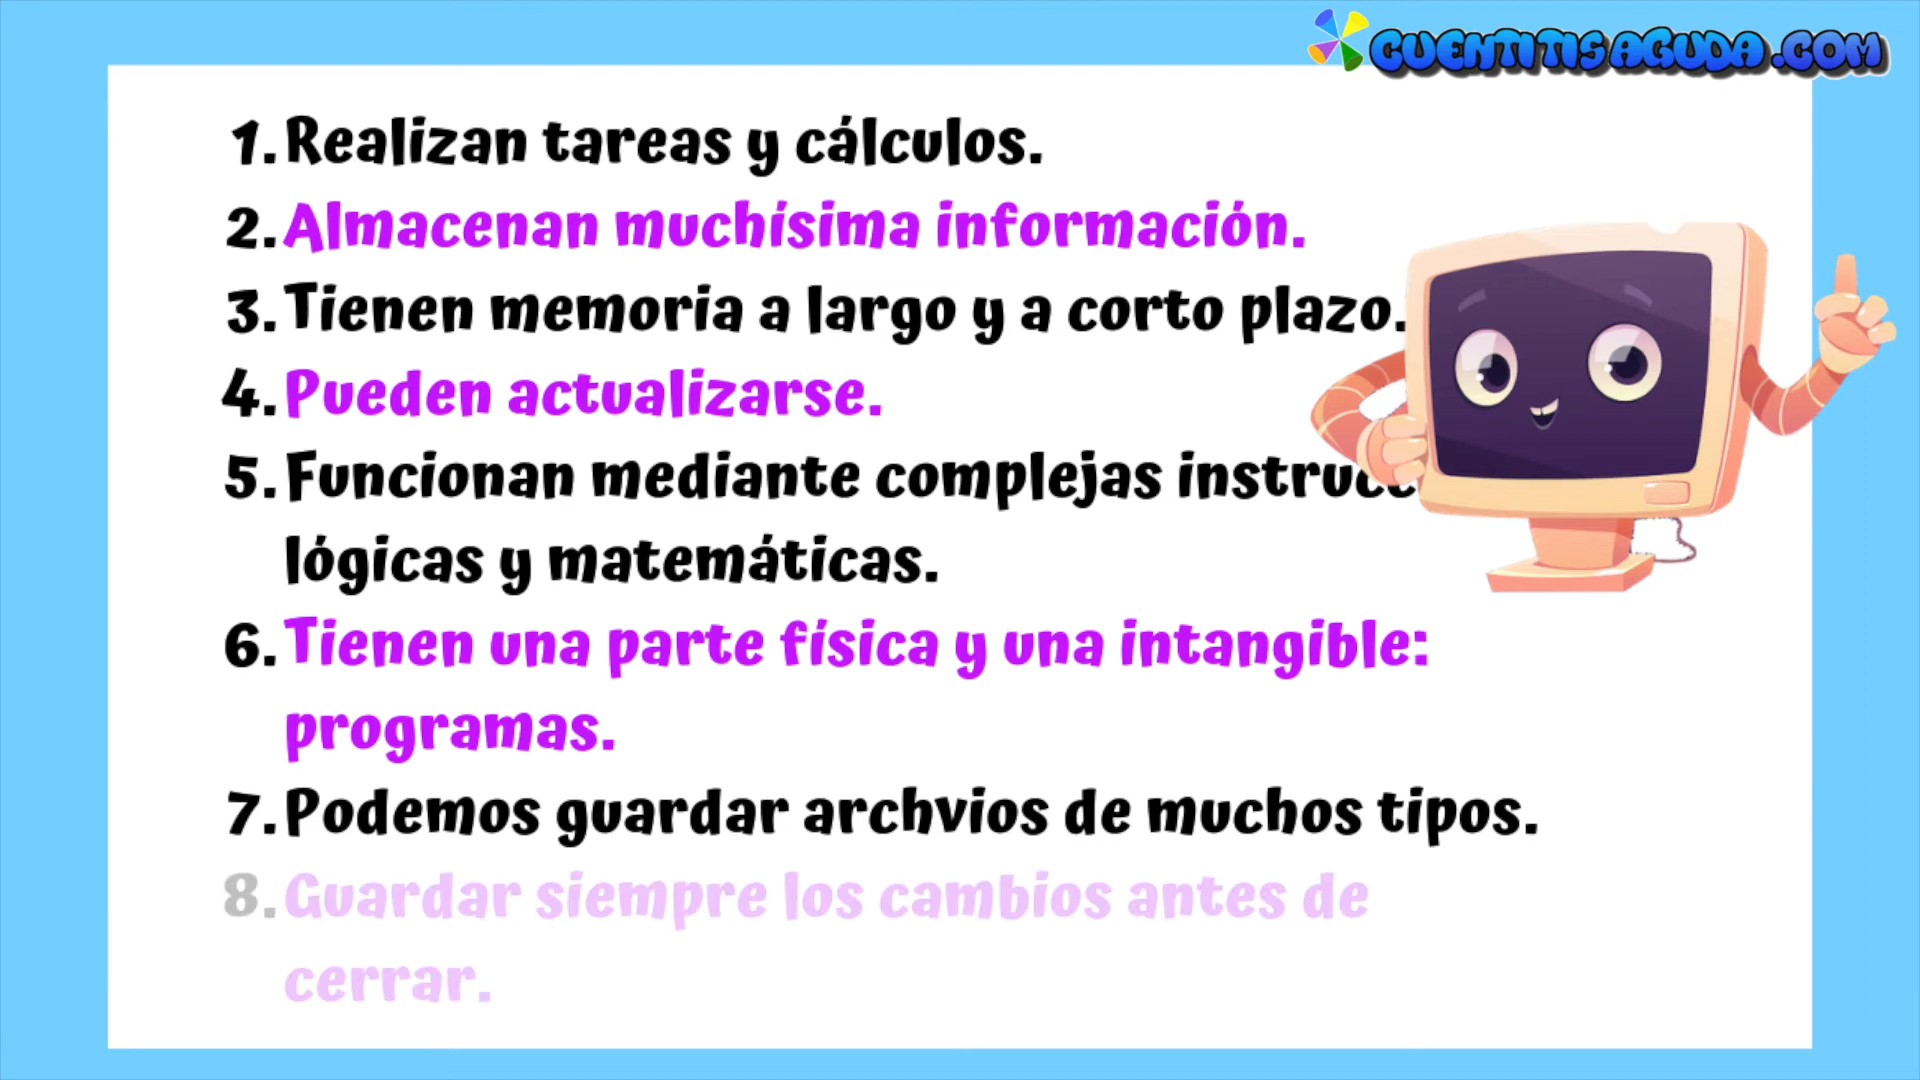 CUENTITISAGUDA.COM
1. Realizan tareas y cálculos.
2. Almacenan muchísima información.
3. Tienen memoria a largo y a corto plazo.
4. Pueden actualizarse.
5. Funcionan mediante complejas
lógicas y matemáticas.
6. Tienen una parte física y una intangible:
programas.
7. Podemos guardar archvios de muchos tipos.
8. Guardar siempre los cambios antes de
cerrar.